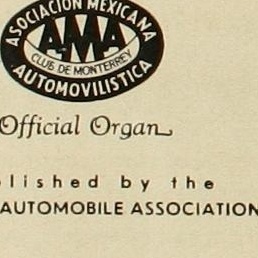 ASOCIACION MEXICANA
AMA
CLUB DE MONTERREY
AUTOMOVILISTICA
Official Organ
lished by the
AUTOMOBILE ASSOCIATION